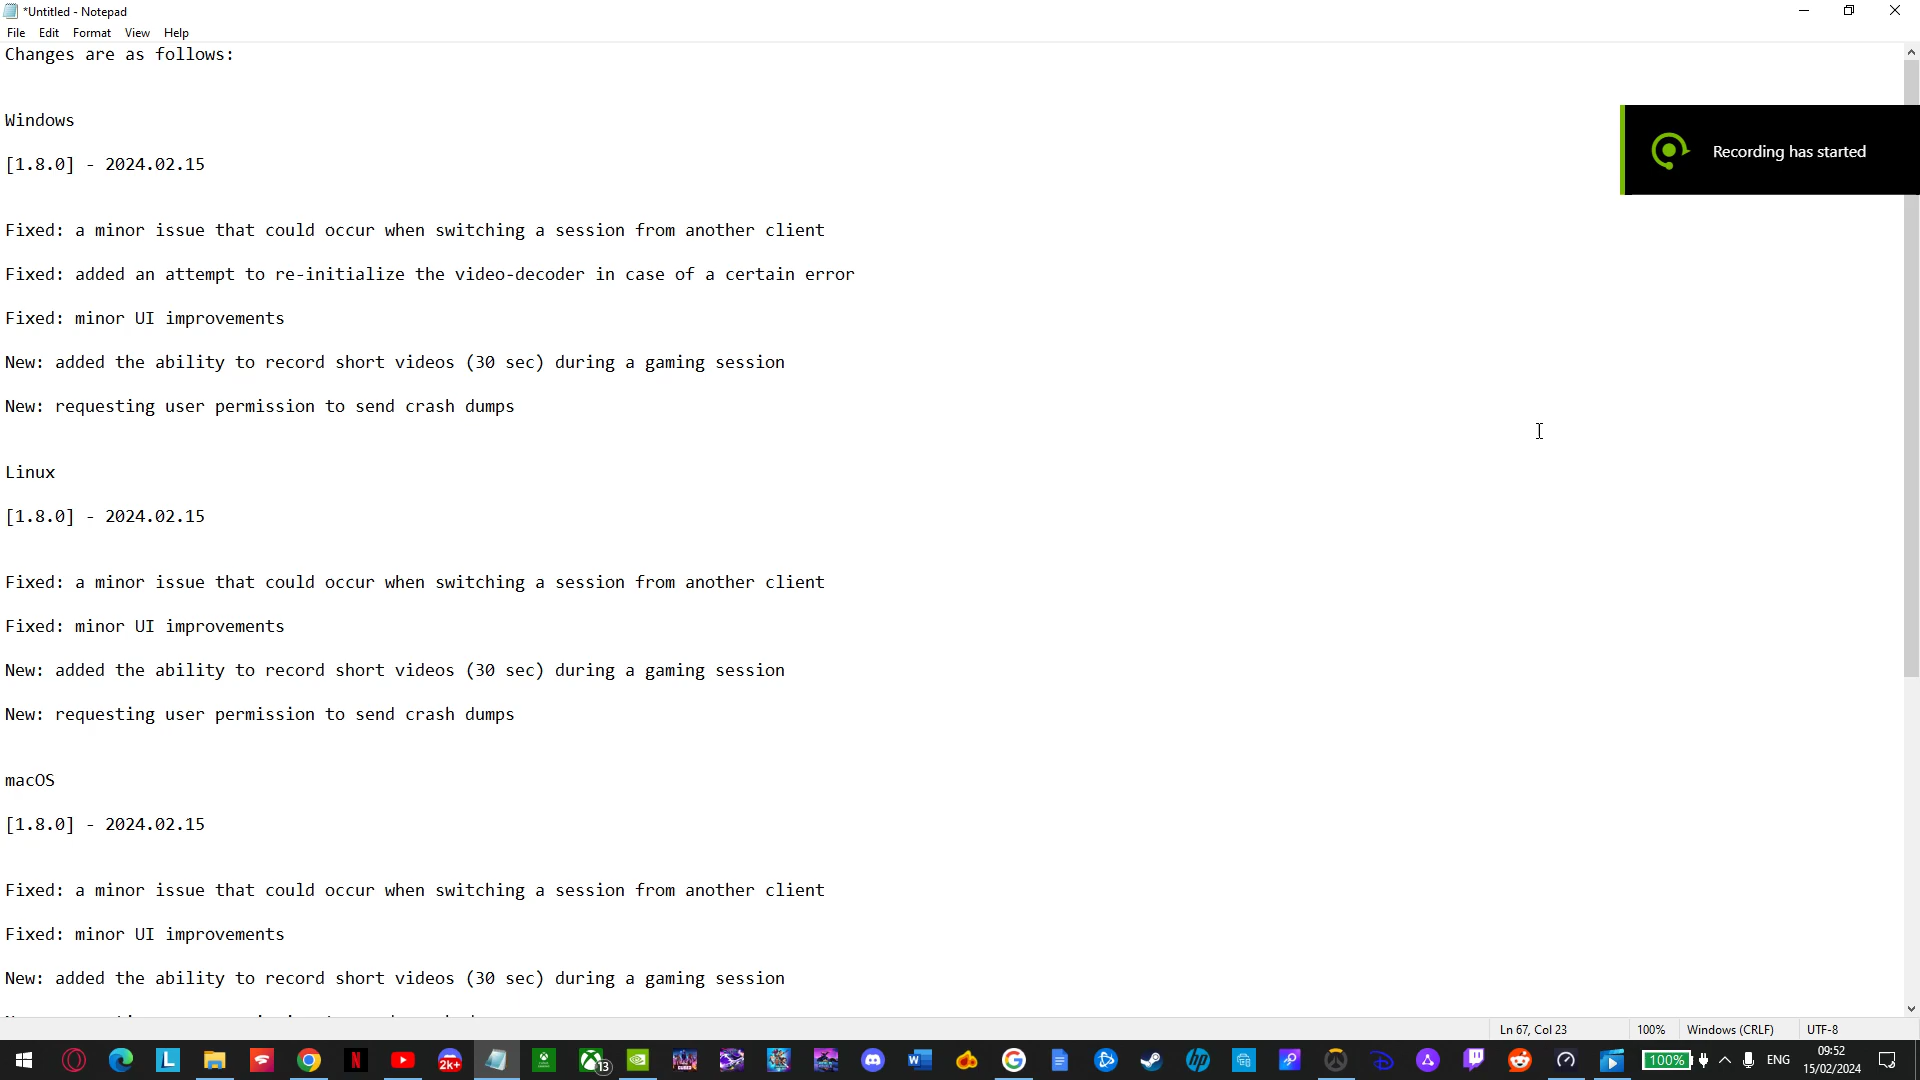 *Untitled - Notepad
File Edit Format View Help
Changes are as follows:
Windows
[1.8.0] - 2024.02.15
Recording has started
Fixed: a minor issue that could occur when switching a session from another client
Fixed: added an attempt to re-initialize the video-decoder in case of a certain error
Fixed: minor UI improvements
New: added the ability to record short videos (30 sec) during a gaming session
New: requesting user permission to send crash dumps
Linux
[1.8.0] - 2024.02.15
Fixed: a minor issue that could occur when switching a session from another client
Fixed: minor UI improvements
New: added the ability to record short videos (30 sec) during a gaming session
New: requesting user permission to send crash dumps
macOS
[1.8.0] - 2024.02.15
Fixed: a minor issue that could occur when switching a session from another client
Fixed: minor UI improvements
New: added the ability to record short videos (30 sec) during a gaming session
Ln 67, Col 23 100% Windows (CRLF) UTF-8
2k+ 13 100% ENG 09:52
15/02/2024